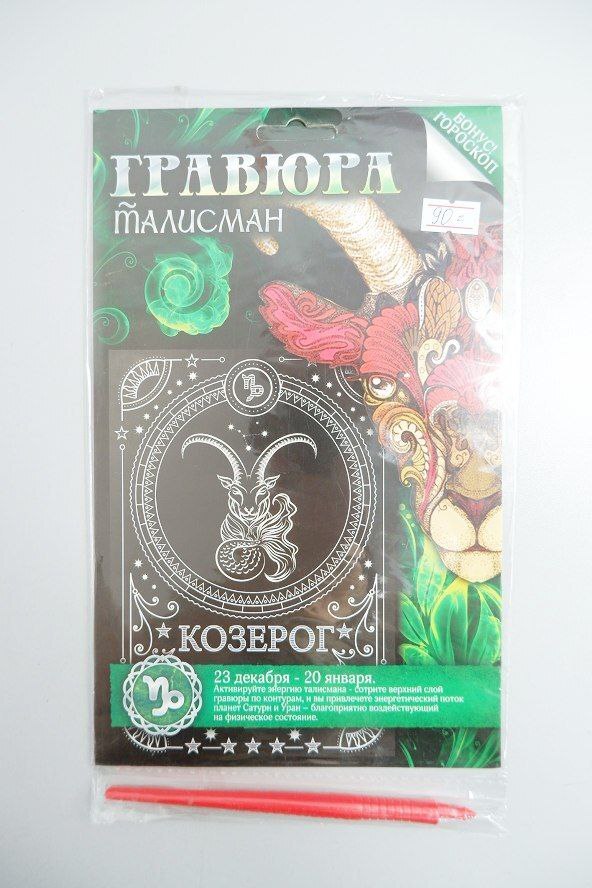 БОНУС!
ГОРОСКОП
ГРАВЮРА
ТАЛИСМАН
КОЗЕРОГ
23 декабря - 20 января.
Активируйте энергию талисмана - сотрите верхний слой
гравюры по контурам, и вы привлечете энергетический поток
планет Сатурн и Уран – благоприятно воздействующий
на физическое состояние.